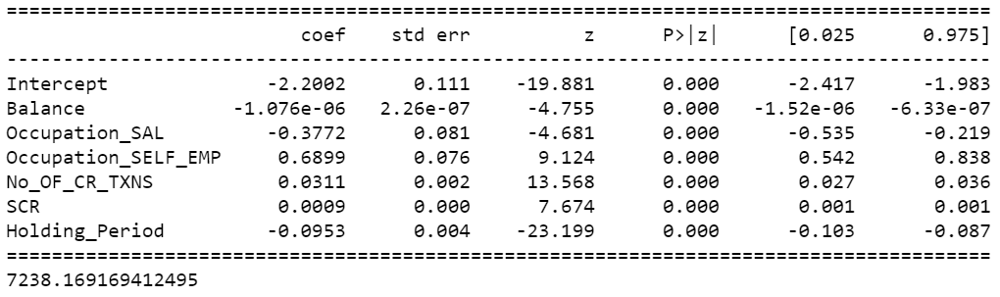 ==============================================================================
coef std err z P>|z| [0.025 0.975]
------------------------------------------------------------------------------
Intercept -2.2002 0.111 -19.881 0.000 -2.417 -1.983
Balance -1.076e-06 2.26e-07 -4.755 0.000 -1.52e-06 -6.33e-07
Occupation_SAL -0.3772 0.081 -4.681 0.000 -0.535 -0.219
Occupation_SELF_EMP 0.6899 0.076 9.124 0.000 0.542 0.838
No_OF_CR_TXNS 0.0311 0.002 13.568 0.000 0.027 0.036
SCR 0.0009 0.000 7.674 0.000 0.001 0.001
Holding_Period -0.0953 0.004 -23.199 0.000 -0.103 -0.087
==============================================================================
7238.169169412495